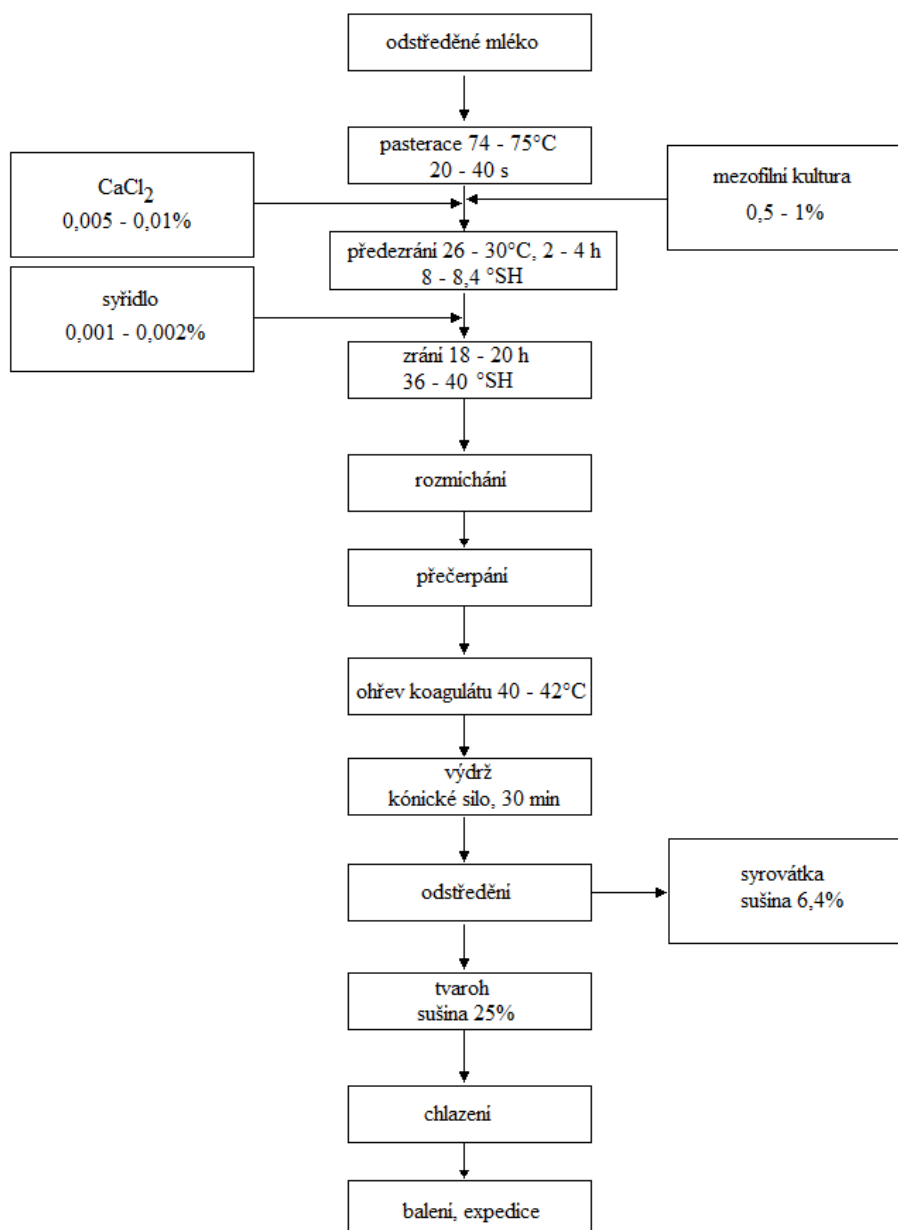 odstředěné mléko
pasterace 74 - 75°C
20 - 40 s
CaCl2
0,005 - 0,01%
mezofilní kultura
0,5 - 1%
předezrání 26 - 30°C, 2 - 4 h
8 - 8,4 °SH
syřidlo
0,001 - 0,002%
zrání 18 - 20 h
36 - 40 °SH
rozmíchání
přečerpání
ohřev koagulátu 40 - 42°C
výdrž
kónické silo, 30 min
odstředění
syrovátka
sušina 6,4%
tvaroh
sušina 25%
chlazení
balení, expedice